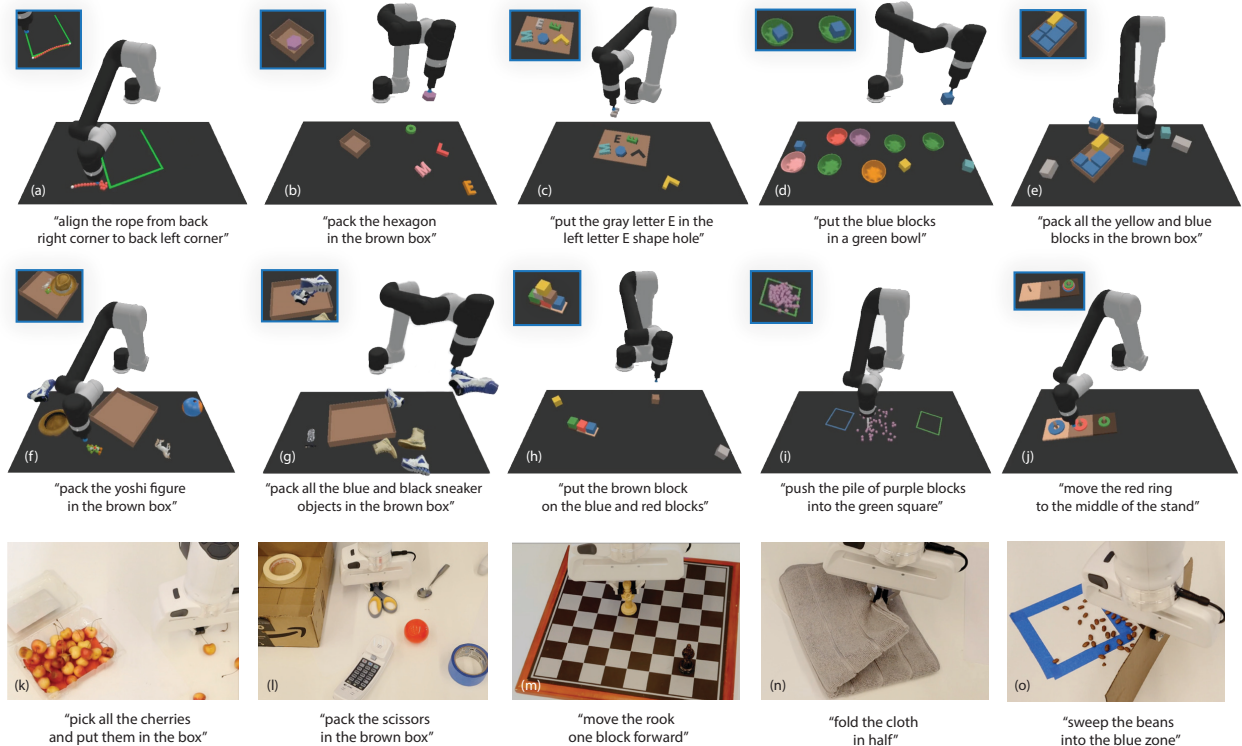 (a)
"align the rope from back
right corner to back left corner"
(b)
"pack the hexagon
in the brown box"
(c)
"put the gray letter E in the
left letter E shape hole"
(d)
"put the blue blocks
in a green bowl"
(e)
"pack all the yellow and blue
blocks in the brown box"
(f)
"pack the yoshi figure
in the brown box"
(g)
"pack all the blue and black sneaker
objects in the brown box"
(h)
"put the brown block
on the blue and red blocks"
(i)
"push the pile of purple blocks
into the green square"
(j)
"move the red ring
to the middle of the stand"
(k)
"pick all the cherries
and put them in the box"
(l)
"pack the scissors
in the brown box"
(m)
"move the rook
one block forward"
(n)
"fold the cloth
in half"
(o)
"sweep the beans
into the blue zone"